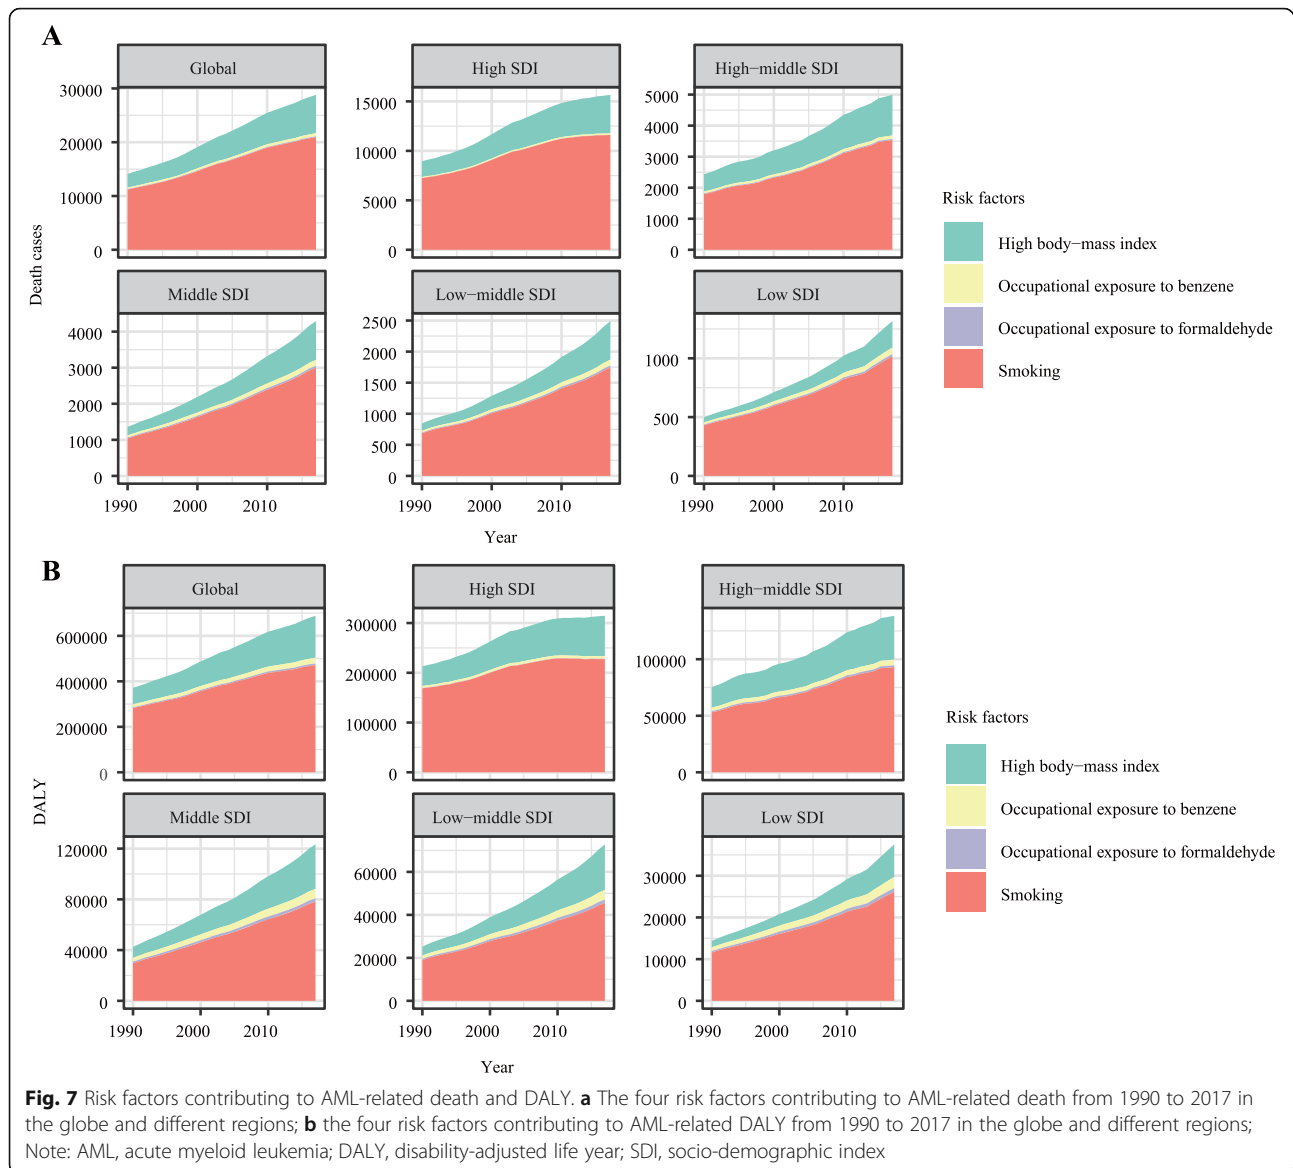 A
Global
High SDI
High−middle SDI
30000
20000
10000
0
15000
10000
5000
0
5000
4000
3000
2000
1000
0
Death cases
Middle SDI
Low−middle SDI
Low SDI
4000
3000
2000
1000
0
2500
2000
1500
1000
500
0
1000
500
0
1990
2000
2010
1990
2000
2010
1990
2000
2010
Year
Risk factors
High body−mass index
Occupational exposure to benzene
Occupational exposure to formaldehyde
Smoking
B
Global
High SDI
High−middle SDI
600000
400000
200000
0
300000
200000
100000
0
100000
50000
0
DALY
Middle SDI
Low−middle SDI
Low SDI
120000
80000
40000
0
60000
40000
20000
0
30000
20000
10000
0
1990
2000
2010
1990
2000
2010
1990
2000
2010
Year
Risk factors
High body−mass index
Occupational exposure to benzene
Occupational exposure to formaldehyde
Smoking
Fig. 7 Risk factors contributing to AML-related death and DALY. a The four risk factors contributing to AML-related death from 1990 to 2017 in
the globe and different regions; b the four risk factors contributing to AML-related DALY from 1990 to 2017 in the globe and different regions;
Note: AML, acute myeloid leukemia; DALY, disability-adjusted life year; SDI, socio-demographic index